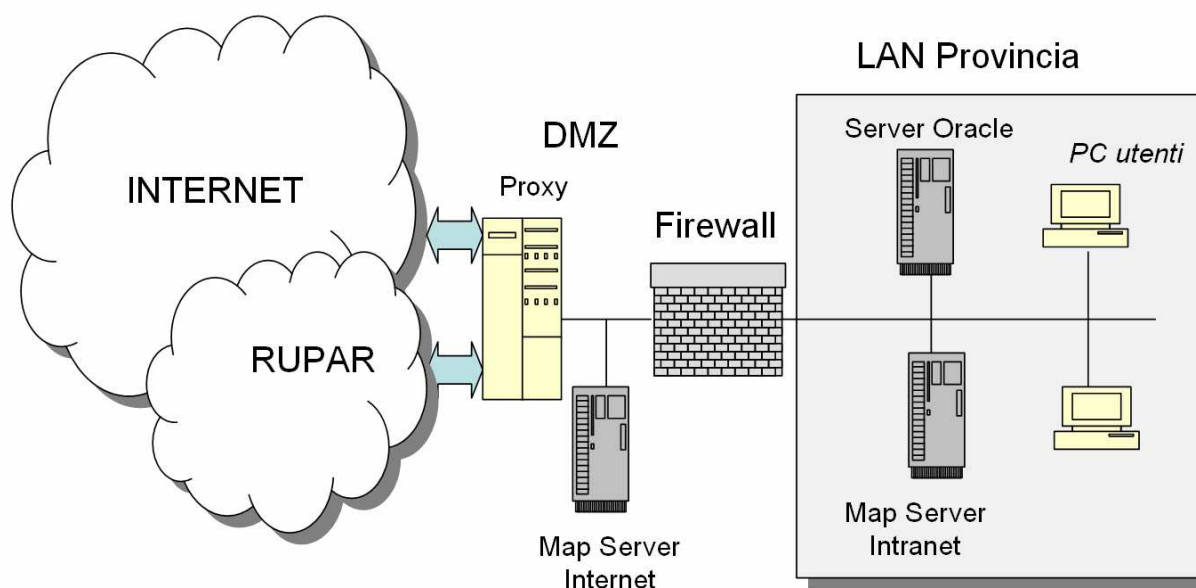 LAN Provincia
DMZ
Server Oracle
PC utenti
INTERNET
Proxy
Firewall
RUPAR
Map Server
Intranet
Map Server
Internet